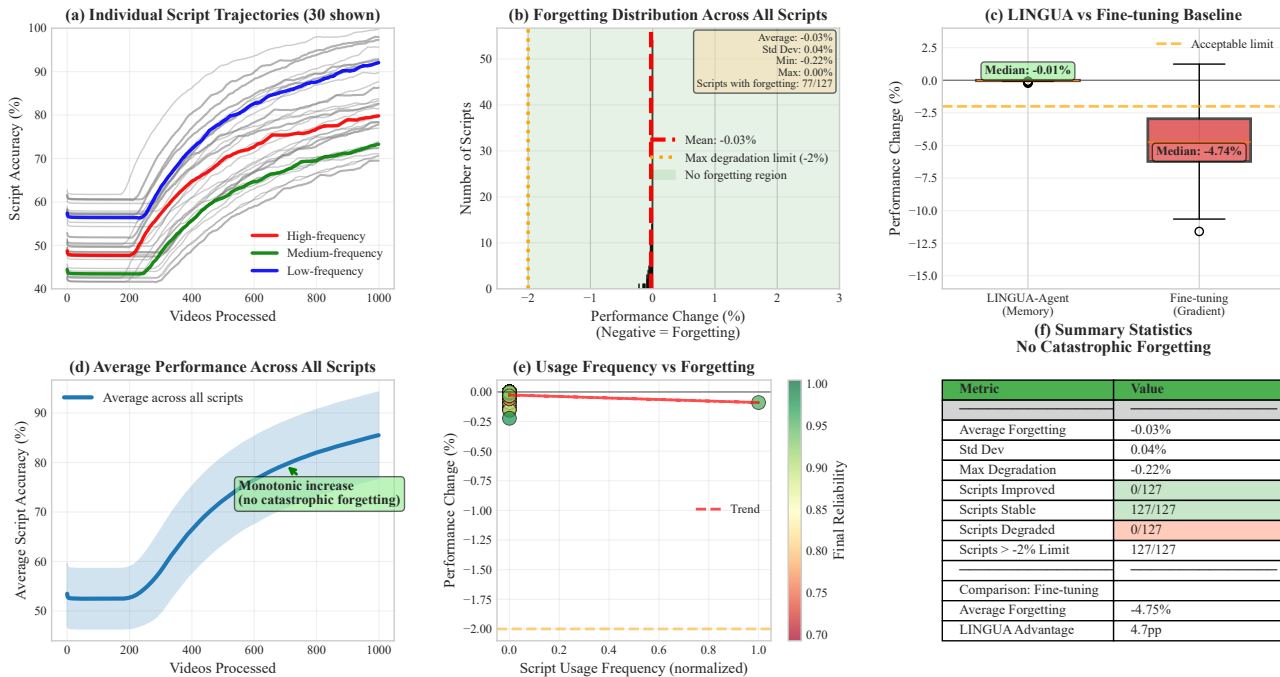 (a) Individual Script Trajectories (30 shown)
Script Accuracy (%)
100
90
80
70
60
50
40
High-frequency
Medium-frequency
Low-frequency
0
200
400
600
800
1000
Videos Processed
(b) Forgetting Distribution Across All Scripts
Number of Scripts
50
40
30
20
10
0
Average: -0.03%
Std Dev: 0.04%
Min: -0.22%
Max: 0.00%
Scripts with forgetting: 77/127
Mean: -0.03%
Max degradation limit (-2%)
No forgetting region
−2
−1
0
1
2
3
Performance Change (%)
(Negative = Forgetting)
(c) LINGUA vs Fine-tuning Baseline
Performance Change (%)
2.5
0.0
−2.5
−5.0
−7.5
−10.0
−12.5
−15.0
Acceptable limit
Median: -0.01%
Median: -4.74%
LINGUA-Agent
(Memory)
Fine-tuning
(Gradient)
(d) Average Performance Across All Scripts
Average Script Accuracy (%)
90
80
70
60
50
Average across all scripts
Monotonic increase
(no catastrophic forgetting)
0
200
400
600
800
1000
Videos Processed
(e) Usage Frequency vs Forgetting
Performance Change (%)
0.00
−0.25
−0.50
−0.75
−1.00
−1.25
−1.50
−1.75
−2.00
Trend
0.0
0.2
0.4
0.6
0.8
1.0
Script Usage Frequency (normalized)
Final Reliability
1.00
0.95
0.90
0.85
0.80
0.75
0.70
(f) Summary Statistics
No Catastrophic Forgetting
Metric Value
Average Forgetting -0.03%
Std Dev 0.04%
Max Degradation -0.22%
Scripts Improved 0/127
Scripts Stable 127/127
Scripts Degraded 0/127
Scripts > -2% Limit 127/127
Comparison: Fine-tuning
Average Forgetting -4.75%
LINGUA Advantage 4.7pp